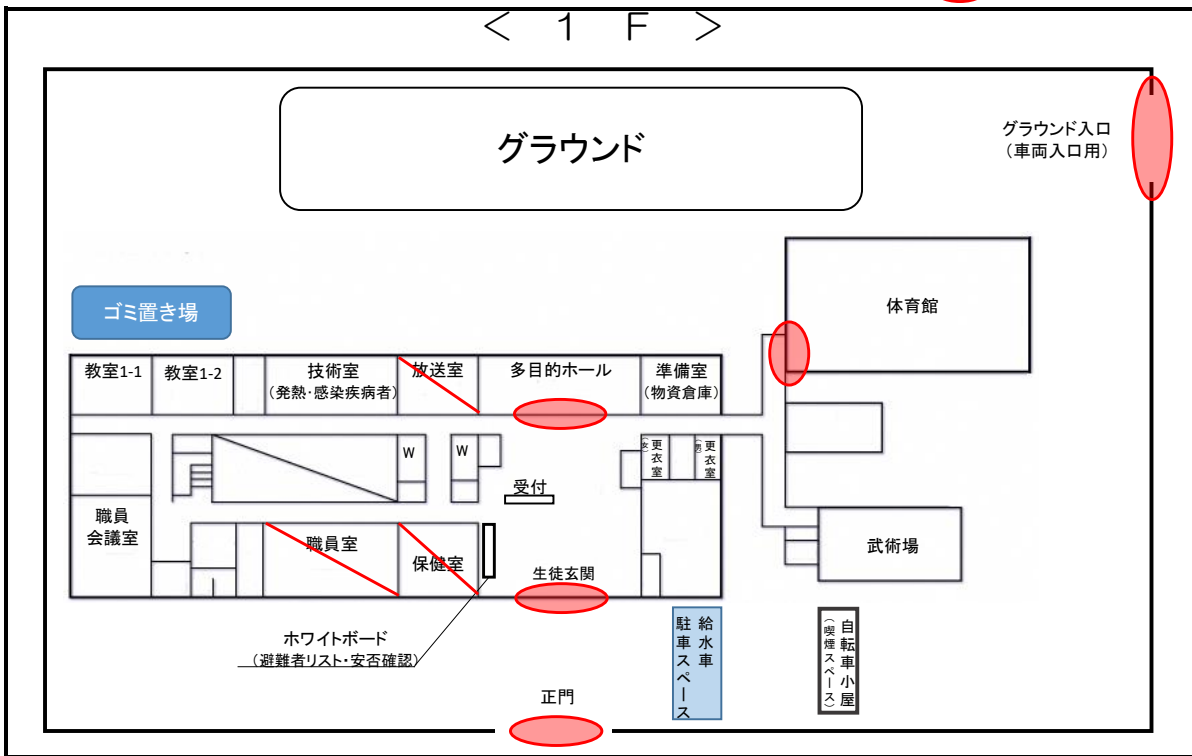 < 1 F >
グラウンド
グラウンド入口
（車両入口用）
体育館
ゴミ置き場
教室1-1
教室1-2
技術室
（発熱・感染疾病者）
放送室
多目的ホール
準備室
（物資倉庫）
W
W
更衣室
（女）
更衣室
（男）
受付
職員
会議室
職員室
保健室
生徒玄関
武術場
ホワイトボード
（避難者リスト・安否確認）
給水車
駐車スペース
自転車小屋
（喫煙スペース）
正門